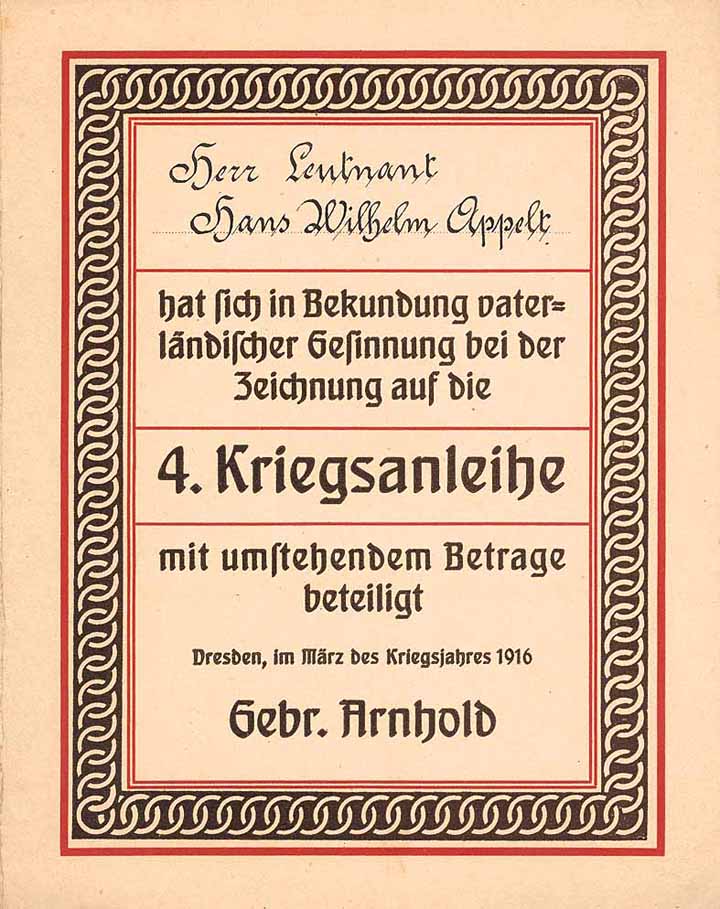 Herr Leutnant
Hans Wilhelm Appelt
hat sich in Bekundung vater=
ländischer Gesinnung bei der
Zeichnung auf die
4. Kriegsanleihe
mit umstehendem Betrage
beteiligt
Dresden, im März des Kriegsjahres 1916
Gebr. Arnhold